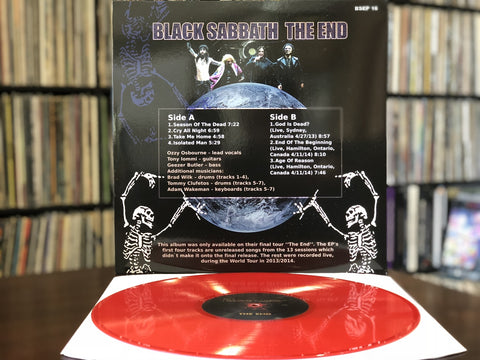 BSEP 16
BLACK SABBATH THE END
Side A
1.Season Of The Dead 7:22
2.Cry All Night 6:59
3.Take Me Home 4:58
4.Isolated Man 5:29
Ozzy Osbourne - lead vocals
Tony Iommi - guitars
Geezer Butler - bass
Additional musicians:
Brad Wilk - drums (tracks 1-4),
Tommy Clufetos - drums (tracks 5-7),
Adam Wakeman - keyboards (tracks 5-7)
Side B
1.God Is Dead?
(Live, Sydney,
Australia 4/27/13) 8:57
2.End Of The Beginning
(Live, Hamilton, Ontario,
Canada 4/11/14) 8:10
3.Age Of Reason
(Live, Hamilton, Ontario,
Canada 4/11/14) 7:46
This album was only available on their final tour "The End". The EP's
first four tracks are unreleased songs from the 13 sessions which
didn´t make it onto the final release. The rest were recorded live,
during the World Tour in 2013/2014.
THE END